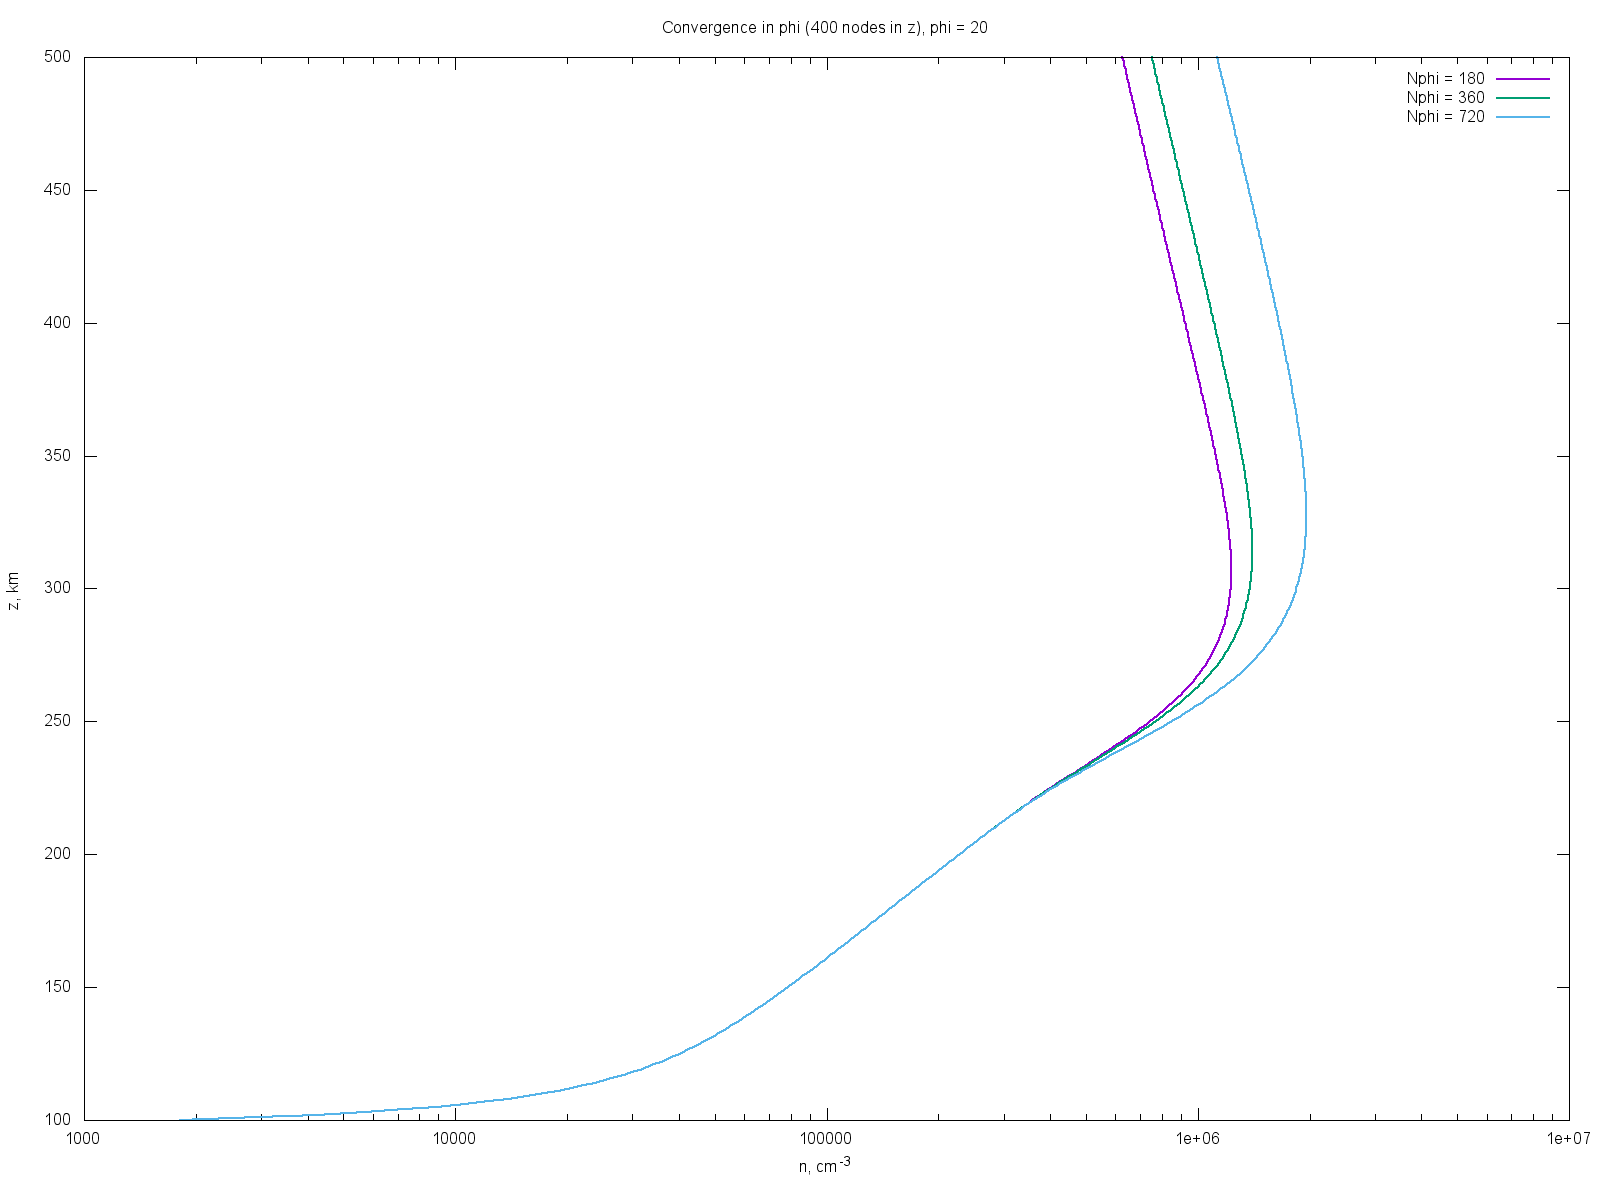 Convergence in phi (400 nodes in z), phi = 20
Nphi = 180
Nphi = 360
Nphi = 720
500
450
400
350
300
250
200
150
100
z, km
1000
10000
100000
1e+06
1e+07
n, cm-3